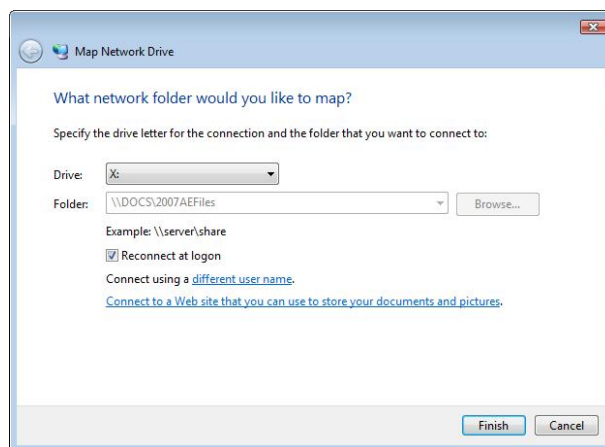 Map Network Drive
What network folder would you like to map?
Specify the drive letter for the connection and the folder that you want to connect to:
Drive: X:
Folder: \\DOCS\2007AEFiles Browse...
Example: \\server\share
Reconnect at logon
Connect using a different user name.
Connect to a Web site that you can use to store your documents and pictures.
Finish Cancel